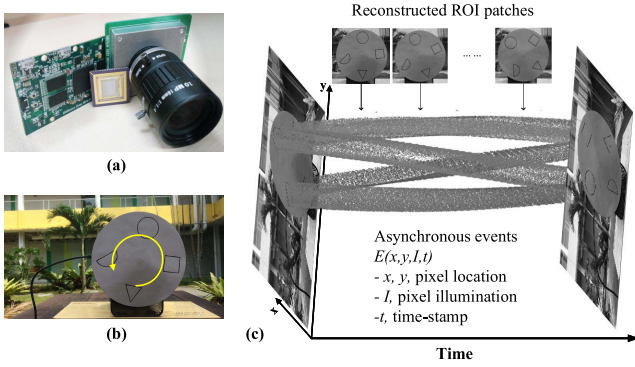 Reconstructed ROI patches
... ...
y
(a)
Asynchronous events
E(x,y,I,t)
- x, y, pixel location
- I, pixel illumination
-t, time-stamp
x
(b)
(c)
Time